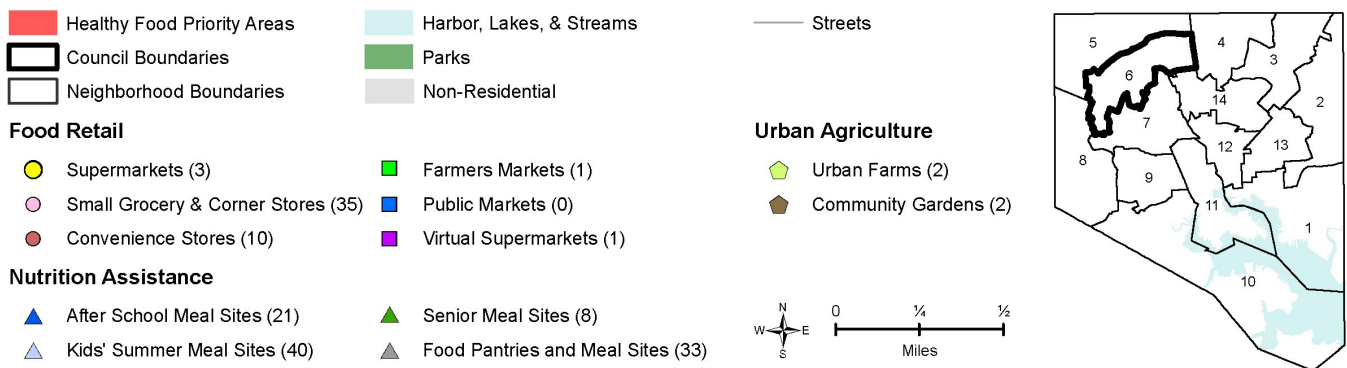 Healthy Food Priority Areas
Council Boundaries
Neighborhood Boundaries
Harbor, Lakes, & Streams
Parks
Non-Residential
Streets
Food Retail
Supermarkets (3)
Small Grocery & Corner Stores (35)
Convenience Stores (10)
Farmers Markets (1)
Public Markets (0)
Virtual Supermarkets (1)
Urban Agriculture
Urban Farms (2)
Community Gardens (2)
Nutrition Assistance
After School Meal Sites (21)
Kids' Summer Meal Sites (40)
Senior Meal Sites (8)
Food Pantries and Meal Sites (33)
N
W E
S
0 ¼ ½
Miles
5
4
3
6
14
2
7
12
13
8
9
11
1
10